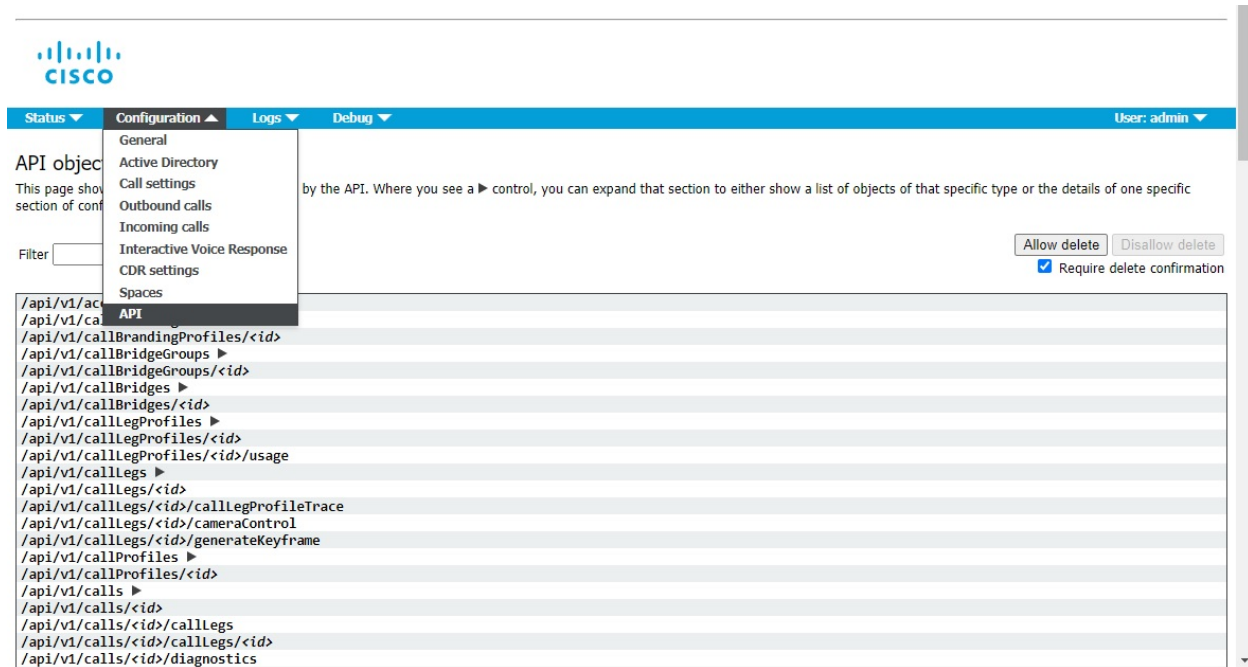 CISCO
Status Configuration Logs Debug User: admin
General
Active Directory
Call settings
Outbound calls
Incoming calls
Interactive Voice Response
CDR settings
Spaces
API
API objec
This page show by the API. Where you see a ▶ control, you can expand that section to either show a list of objects of that specific type or the details of one specific
section of conf
Allow delete Disallow delete
Filter
Require delete confirmation
/api/v1/ac
/api/v1/cal
/api/v1/callBrandingProfiles/<id>
/api/v1/callBridgeGroups ▶
/api/v1/callBridgeGroups/<id>
/api/v1/callBridges ▶
/api/v1/callBridges/<id>
/api/v1/callLegProfiles ▶
/api/v1/callLegProfiles/<id>
/api/v1/callLegProfiles/<id>/usage
/api/v1/callLegs ▶
/api/v1/callLegs/<id>
/api/v1/callLegs/<id>/callLegProfileTrace
/api/v1/callLegs/<id>/cameraControl
/api/v1/callLegs/<id>/generateKeyframe
/api/v1/callProfiles ▶
/api/v1/callProfiles/<id>
/api/v1/calls ▶
/api/v1/calls/<id>
/api/v1/calls/<id>/callLegs
/api/v1/calls/<id>/callLegs/<id>
/api/v1/calls/<id>/diagnostics